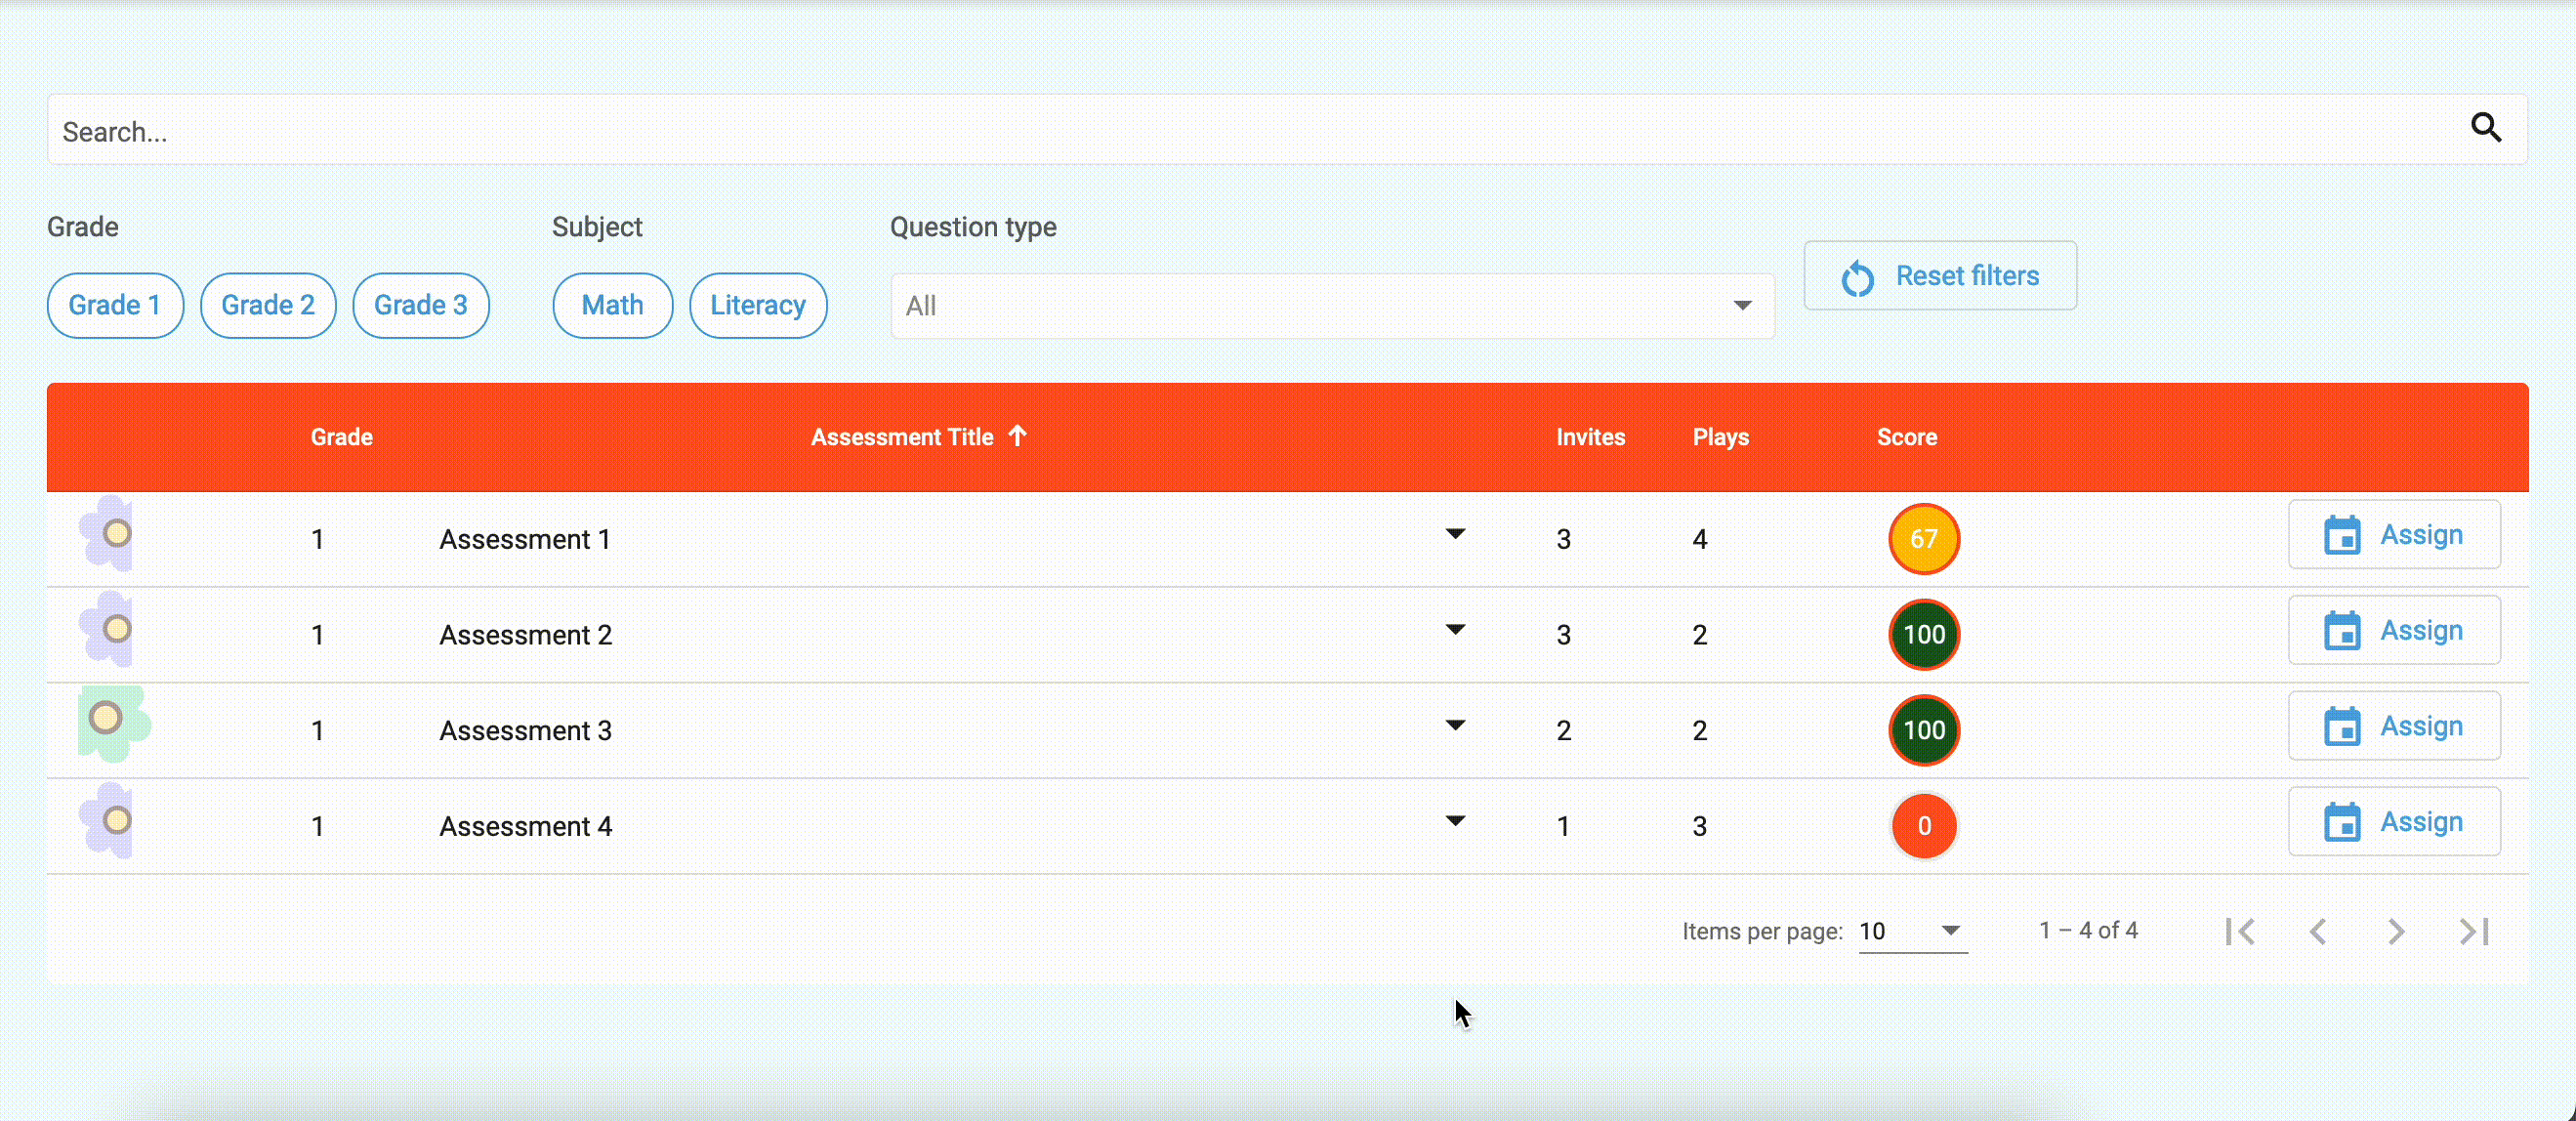 Search...
Grade Subject Question type
Grade 1 Grade 2 Grade 3 Math Literacy All Reset filters
Grade Assessment Title Invites Plays Score
1 Assessment 1 3 4 67 Assign
1 Assessment 2 3 2 100 Assign
1 Assessment 3 2 2 100 Assign
1 Assessment 4 1 3 0 Assign
Items per page: 10 1 – 4 of 4